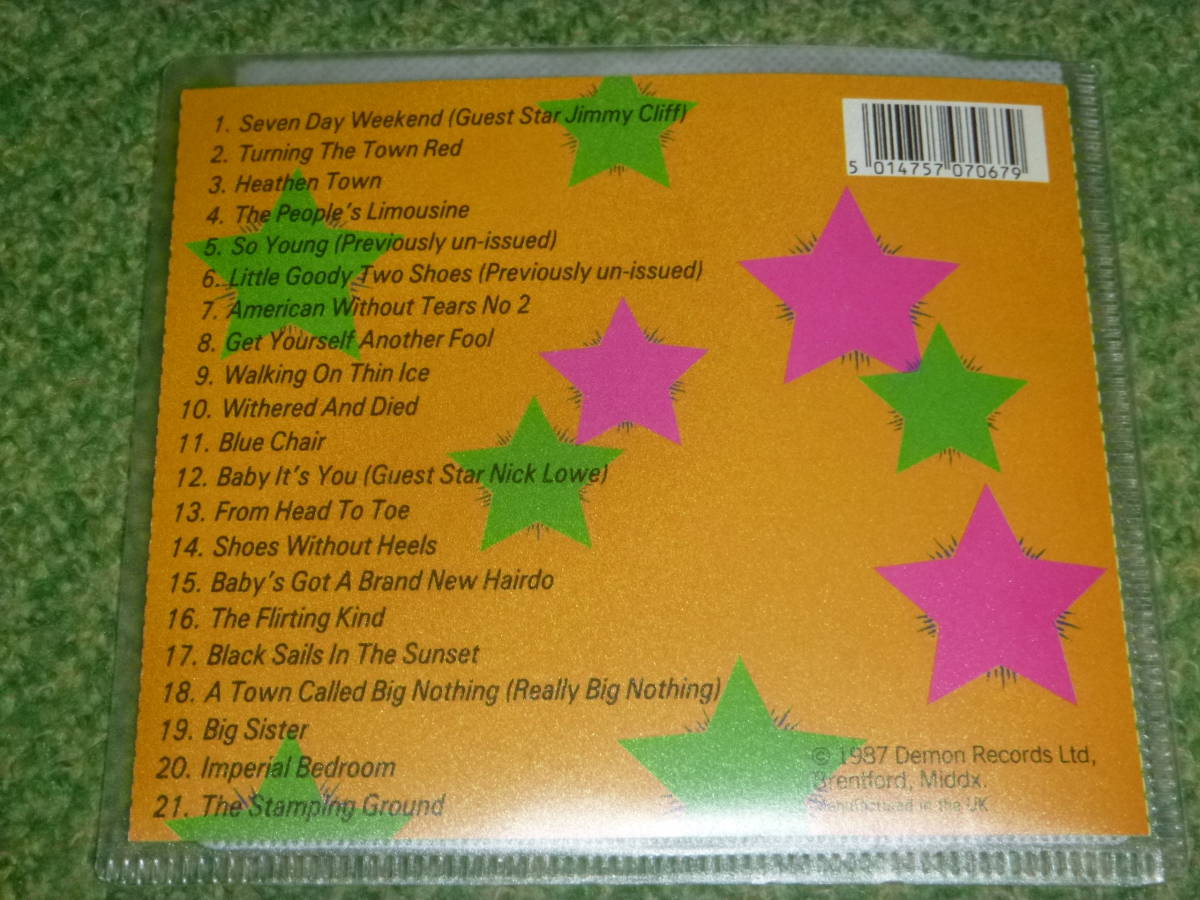 1. Seven Day Weekend (Guest Star Jimmy Cliff)
2. Turning The Town Red
3. Heathen Town
4. The People's Limousine
5. So Young (Previously un-issued)
6. Little Goody Two Shoes (Previously un-issued)
7. American Without Tears No 2
8. Get Yourself Another Fool
9. Walking On Thin Ice
10. Withered And Died
11. Blue Chair
12. Baby It's You (Guest Star Nick Lowe)
13. From Head To Toe
14. Shoes Without Heels
15. Baby's Got A Brand New Hairdo
16. The Flirting Kind
17. Black Sails In The Sunset
18. A Town Called Big Nothing (Really Big Nothing)
19. Big Sister
20. Imperial Bedroom
21. The Stamping Ground
5 014757 070679
© 1987 Demon Records Ltd,
Brentford, Middx.
Manufactured in the UK